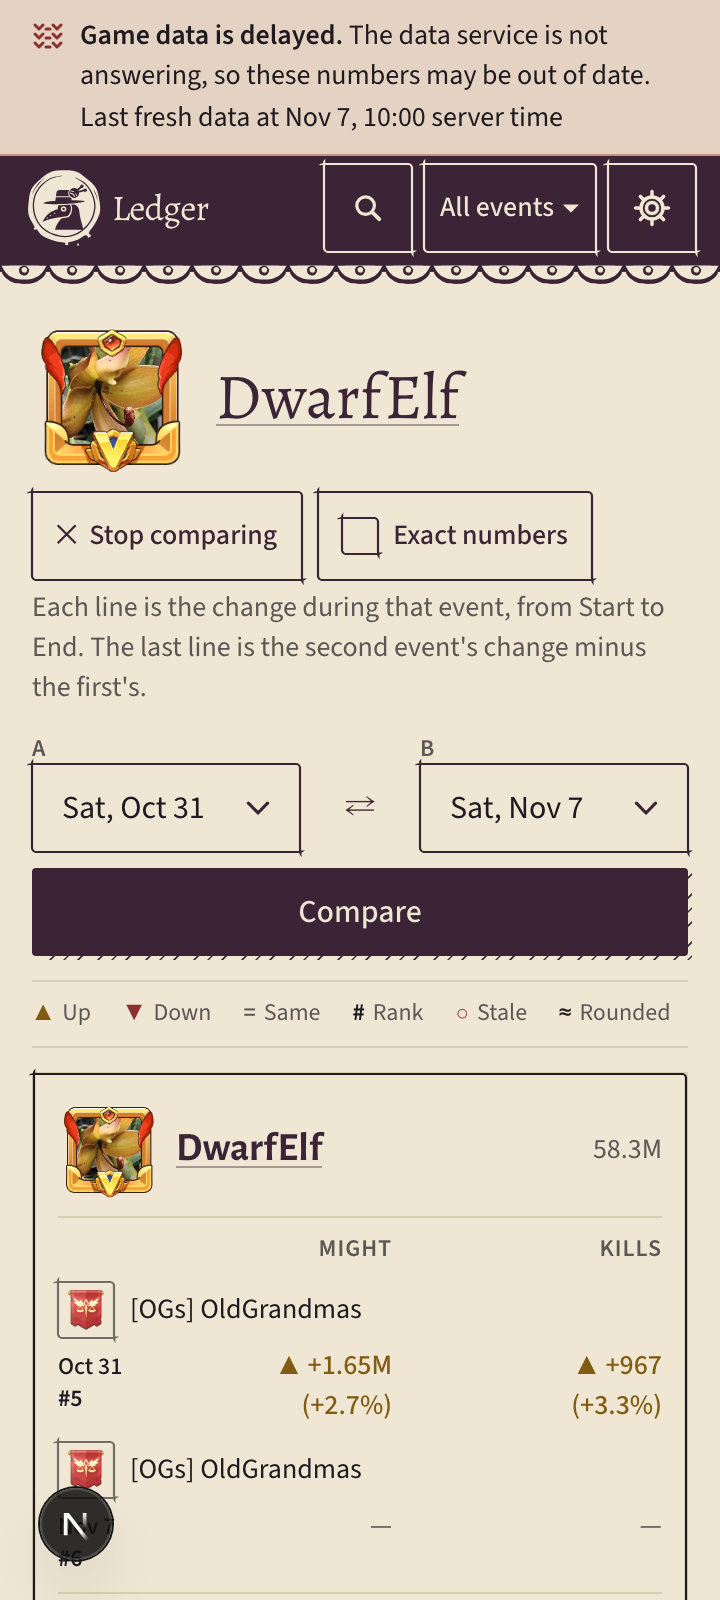 Game data is delayed. The data service is not
answering, so these numbers may be out of date.
Last fresh data at Nov 7, 10:00 server time
Ledger
All events
DwarfElf
Stop comparing
Exact numbers
Each line is the change during that event, from Start to
End. The last line is the second event's change minus
the first's.
A
B
Sat, Oct 31
Sat, Nov 7
Compare
▲ Up
▼ Down
= Same
# Rank
○ Stale
≈ Rounded
DwarfElf
58.3M
MIGHT
KILLS
[OGs] OldGrandmas
Oct 31
▲ +1.65M
▲ +967
#5
(+2.7%)
(+3.3%)
[OGs] OldGrandmas
N
—
—
#6